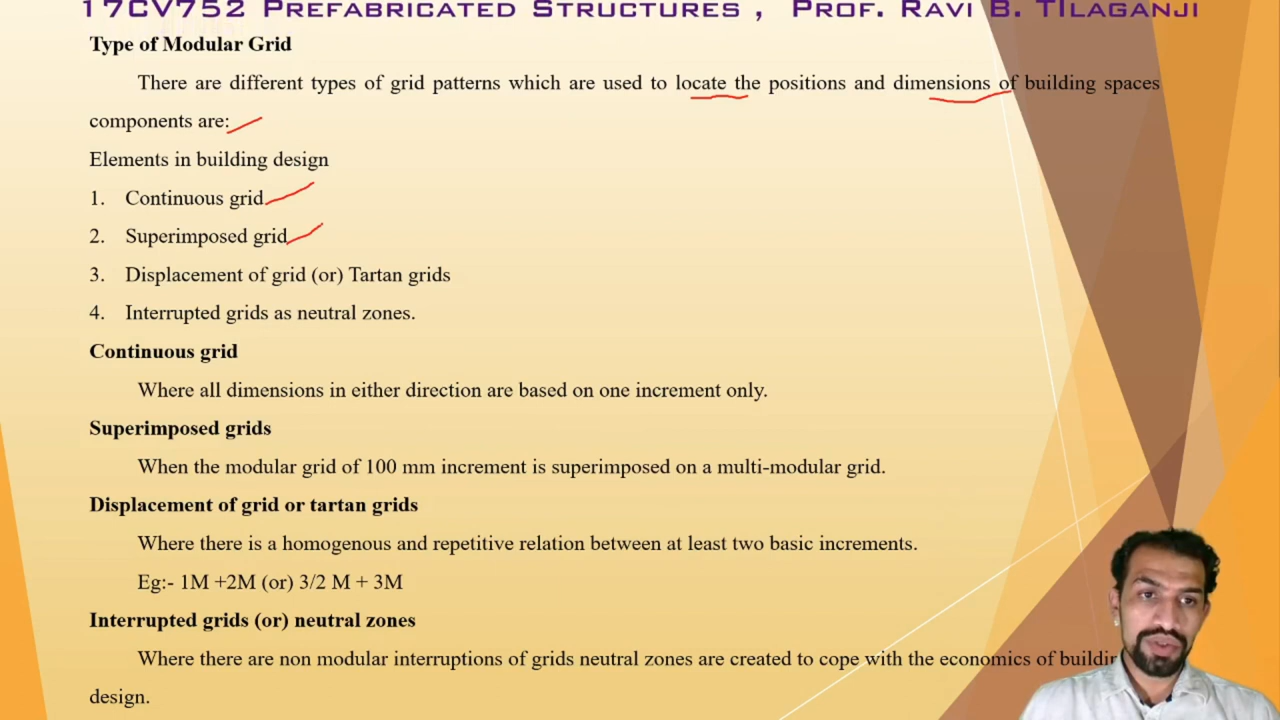 17CV752 PREFABRICATED STRUCTURES , PROF. RAVI B. TILAGANJI
Type of Modular Grid
There are different types of grid patterns which are used to locate the positions and dimensions of building spaces
components are:
Elements in building design
1. Continuous grid
2. Superimposed grid
3. Displacement of grid (or) Tartan grids
4. Interrupted grids as neutral zones.
Continuous grid
Where all dimensions in either direction are based on one increment only.
Superimposed grids
When the modular grid of 100 mm increment is superimposed on a multi-modular grid.
Displacement of grid or tartan grids
Where there is a homogenous and repetitive relation between at least two basic increments.
Eg:- 1M +2M (or) 3/2 M + 3M
Interrupted grids (or) neutral zones
Where there are non modular interruptions of grids neutral zones are created to cope with the economics of
design.